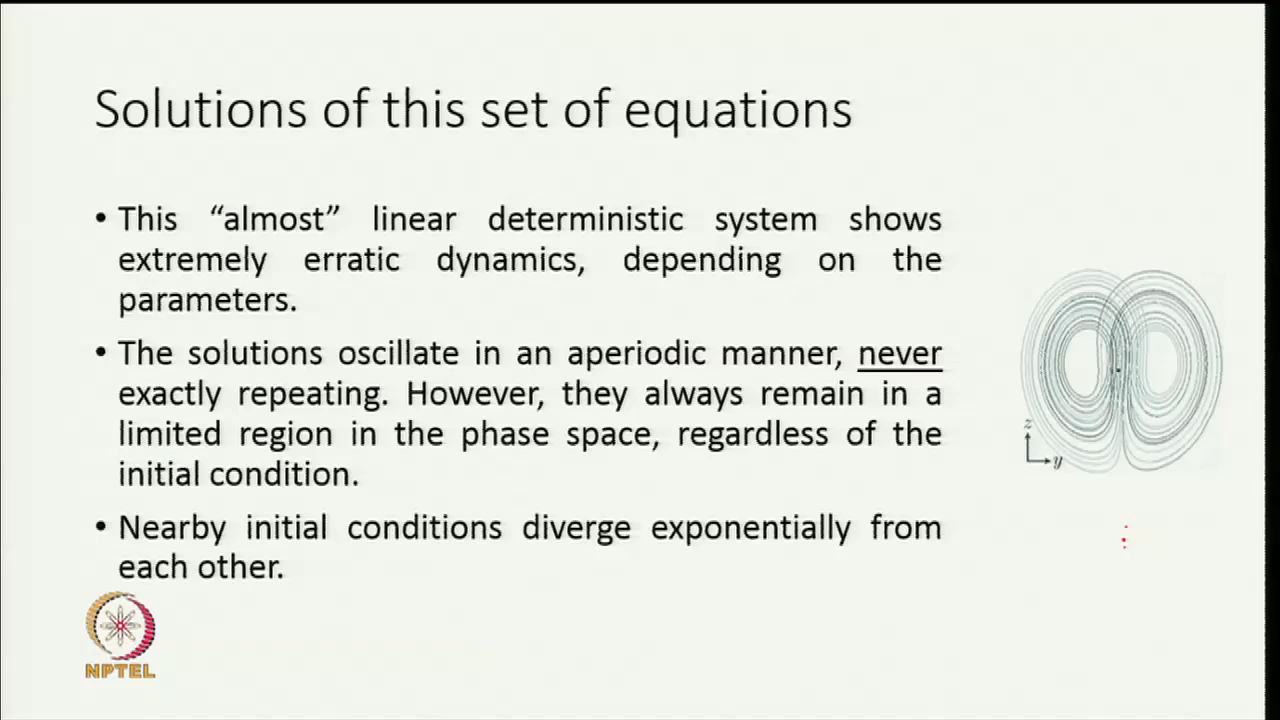 Solutions of this set of equations
• This “almost” linear deterministic system shows
extremely erratic dynamics, depending on the
parameters.
• The solutions oscillate in an aperiodic manner, never
exactly repeating. However, they always remain in a
limited region in the phase space, regardless of the
initial condition.
• Nearby initial conditions diverge exponentially from
each other.
z
y
NPTEL